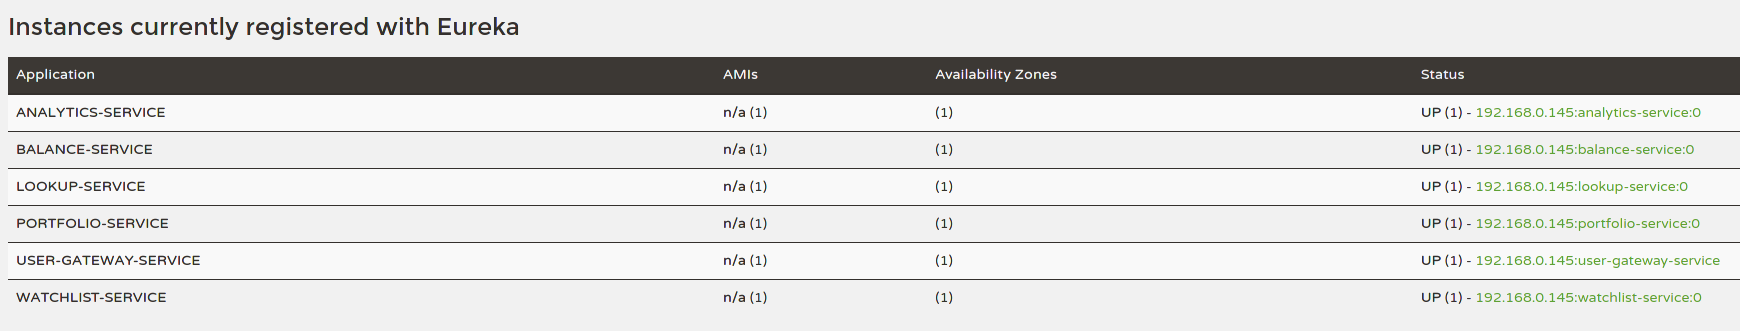 Instances currently registered with Eureka
Application AMIs Availability Zones Status
ANALYTICS-SERVICE n/a (1) (1) UP (1) - 192.168.0.145:analytics-service:0
BALANCE-SERVICE n/a (1) (1) UP (1) - 192.168.0.145:balance-service:0
LOOKUP-SERVICE n/a (1) (1) UP (1) - 192.168.0.145:lookup-service:0
PORTFOLIO-SERVICE n/a (1) (1) UP (1) - 192.168.0.145:portfolio-service:0
USER-GATEWAY-SERVICE n/a (1) (1) UP (1) - 192.168.0.145:user-gateway-service
WATCHLIST-SERVICE n/a (1) (1) UP (1) - 192.168.0.145:watchlist-service:0